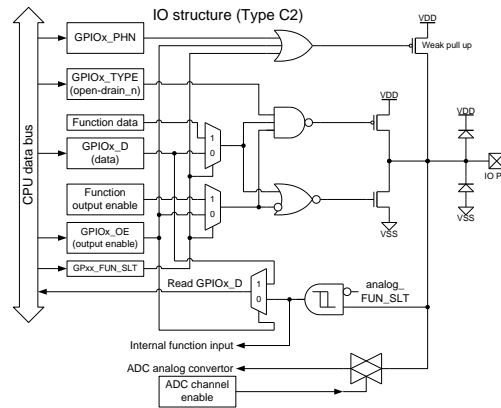 IO structure (Type C2)
GPIOx_PHN
VDD
Weak pull up
GPIOx_TYPE
(open-drain_n)
VDD
VDD
Function data
1
0
GPIOx_D
(data)
CPU data bus
IO P
Function
output enable
1
0
VSS
VSS
GPIOx_OE
(output enable)
GPxx_FUN_SLT
Read GPIOx_D
1
0
analog_
FUN_SLT
Internal function input
ADC analog convertor
ADC channel
enable